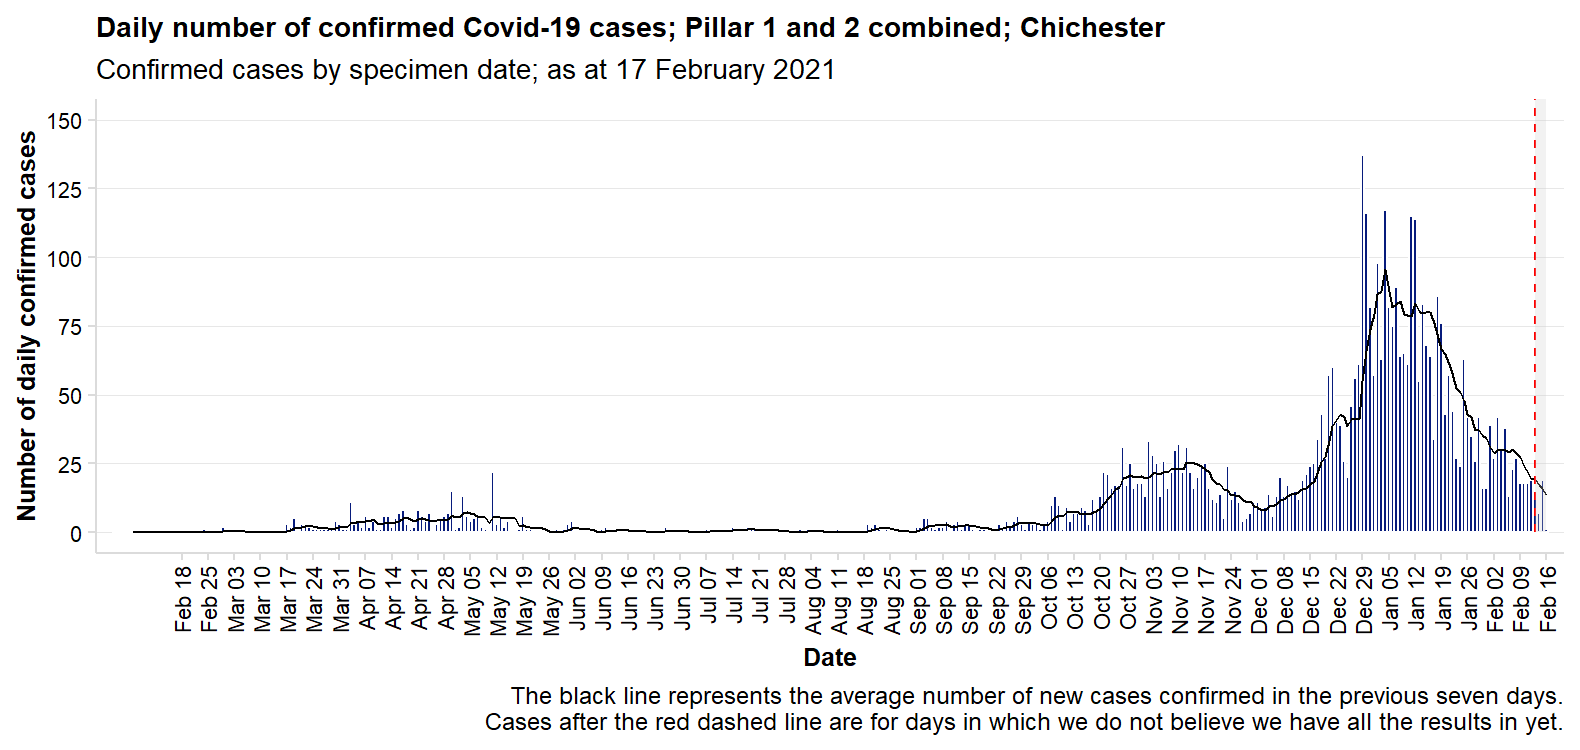 Daily number of confirmed Covid-19 cases; Pillar 1 and 2 combined; Chichester
Confirmed cases by specimen date; as at 17 February 2021
Number of daily confirmed cases
150
125
100
75
50
25
0
Feb 18
Feb 25
Mar 03
Mar 10
Mar 17
Mar 24
Mar 31
Apr 07
Apr 14
Apr 21
Apr 28
May 05
May 12
May 19
May 26
Jun 02
Jun 09
Jun 16
Jun 23
Jun 30
Jul 07
Jul 14
Jul 21
Jul 28
Aug 04
Aug 11
Aug 18
Aug 25
Sep 01
Sep 08
Sep 15
Sep 22
Sep 29
Oct 06
Oct 13
Oct 20
Oct 27
Nov 03
Nov 10
Nov 17
Nov 24
Dec 01
Dec 08
Dec 15
Dec 22
Dec 29
Jan 05
Jan 12
Jan 19
Jan 26
Feb 02
Feb 09
Feb 16
Date
The black line represents the average number of new cases confirmed in the previous seven days.
Cases after the red dashed line are for days in which we do not believe we have all the results in yet.